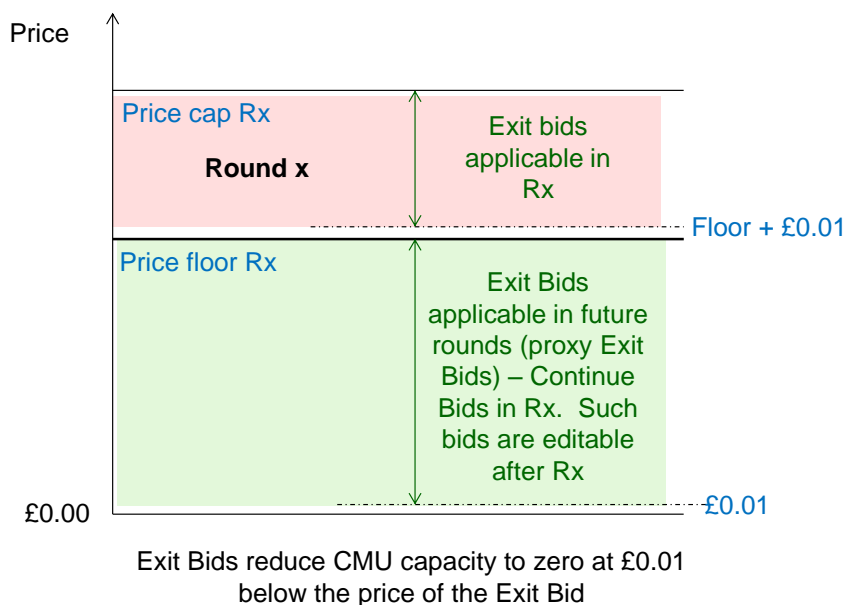 Price
Price cap Rx
Round x
Exit bids
applicable in
Rx
Floor + £0.01
Price floor Rx
Exit Bids
applicable in future
rounds (proxy Exit
Bids) – Continue
Bids in Rx.  Such
bids are editable
after Rx
£0.01
£0.00
Exit Bids reduce CMU capacity to zero at £0.01
below the price of the Exit Bid